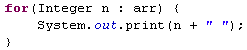 for(Integer n : arr) {
    System.out.print(n + " ");
}